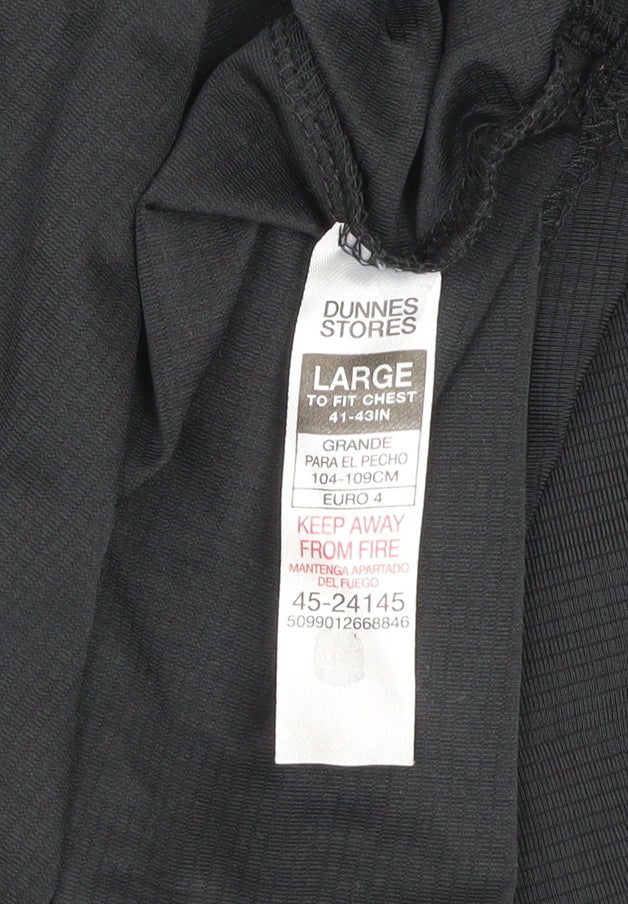 DUNNES
STORES
LARGE
TO FIT CHEST
41-43IN
GRANDE
PARA EL PECHO
104-109CM
EURO 4
KEEP AWAY
FROM FIRE
MANTENGA APARTADO
DEL FUEGO
45-24145
5099012668846